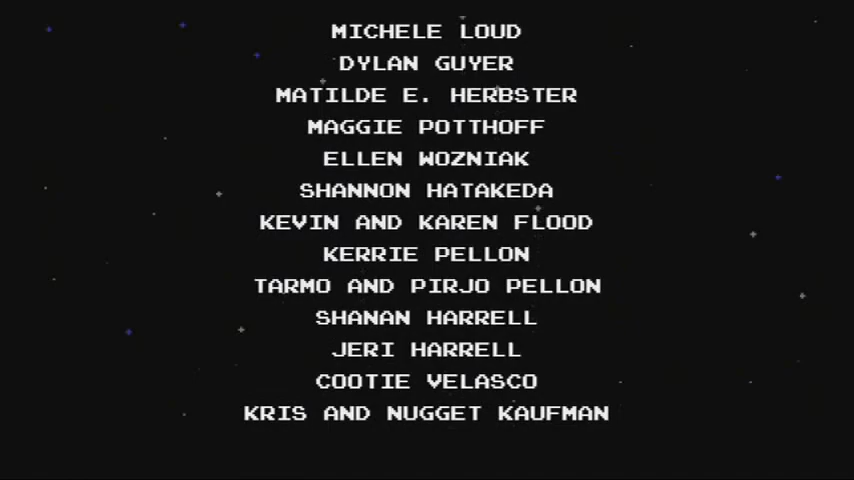 MICHELE LOUD
DYLAN GUYER
MATILDE E. HERBSTER
MAGGIE POTTHOFF
ELLEN WOZNIAK
SHANNON HATAKEDA
KEVIN AND KAREN FLOOD
KERRIE PELLON
TARMO AND PIRJO PELLON
SHANAN HARRELL
JERI HARRELL
COOTIE VELASCO
KRIS AND NUGGET KAUFMAN